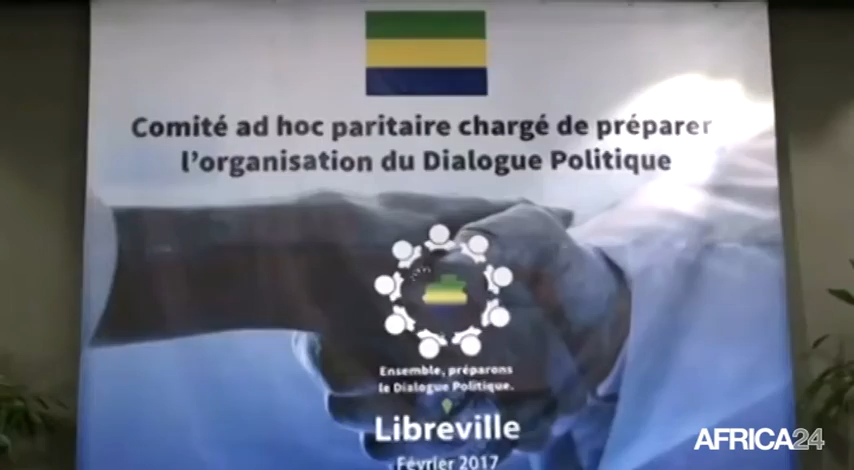 Comité ad hoc paritaire chargé de préparer
l'organisation du Dialogue Politique
Ensemble, préparons
le Dialogue Politique.
Libreville
Février 2017
AFRICA24